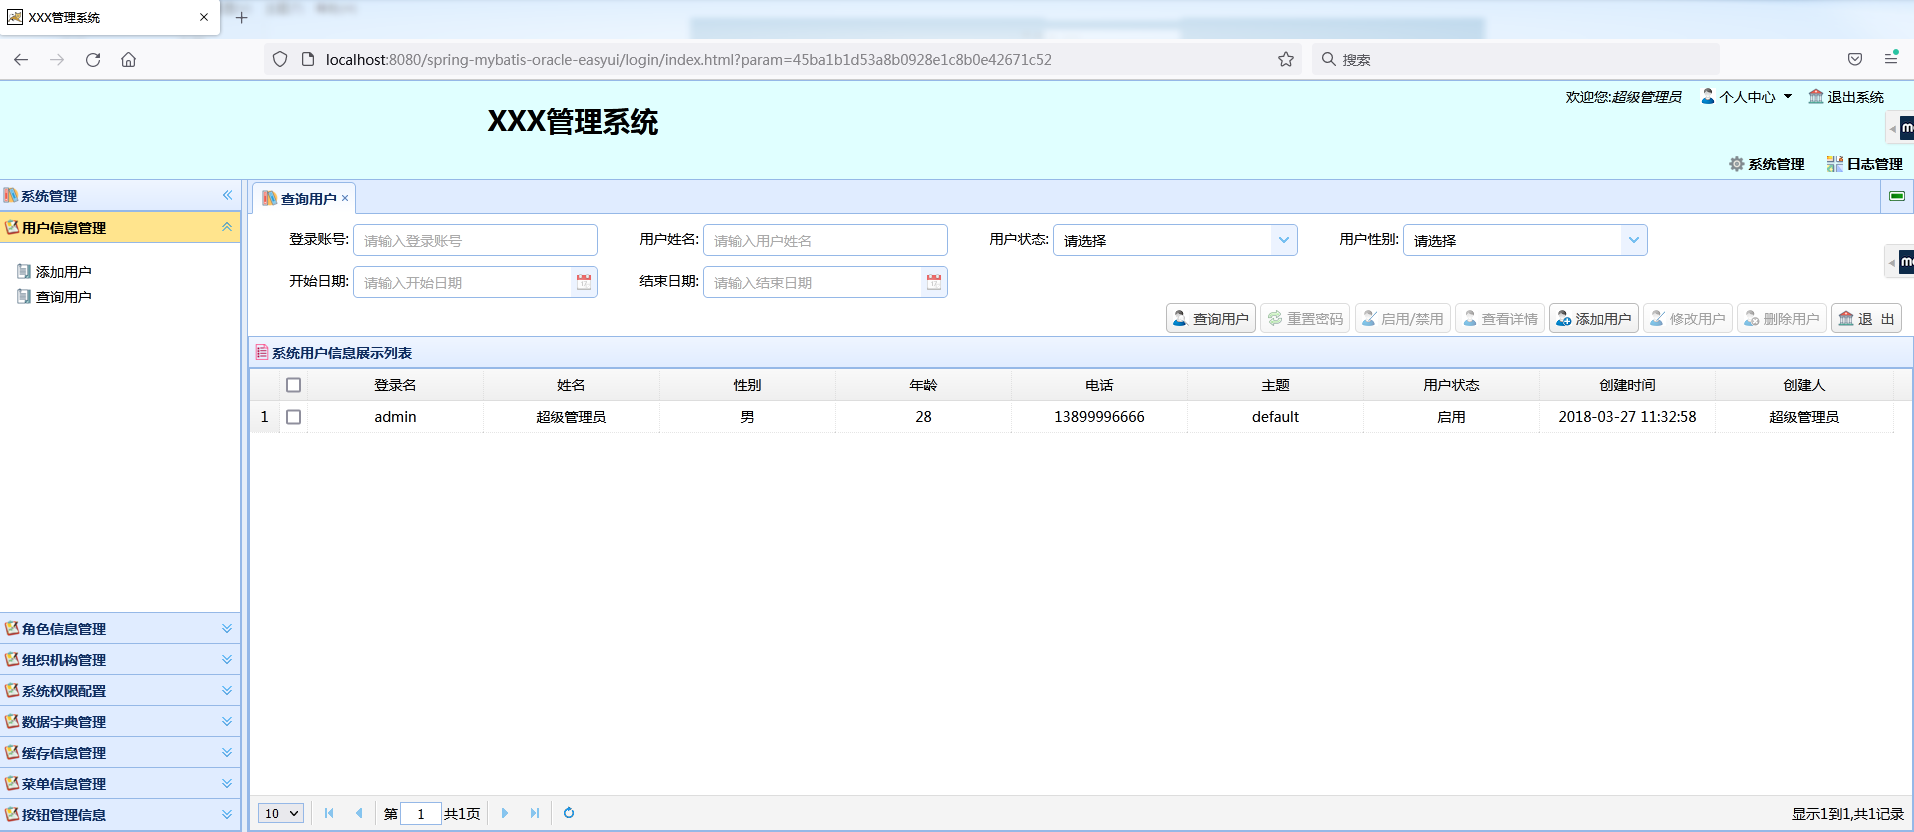 XXX管理系统
localhost:8080/spring-mybatis-oracle-easyui/login/index.html?param=45ba1b1d53a8b0928e1c8b0e42671c52
搜索
欢迎您:超级管理员 个人中心 退出系统
XXX管理系统
系统管理 日志管理
系统管理
用户信息管理
添加用户
查询用户
角色信息管理
组织机构管理
系统权限配置
数据字典管理
缓存信息管理
菜单信息管理
按钮管理信息
查询用户
登录账号: 请输入登录账号 用户姓名: 请输入用户姓名 用户状态: 请选择 用户性别: 请选择
开始日期: 请输入开始日期 结束日期: 请输入结束日期
查询用户 重置密码 启用/禁用 查看详情 添加用户 修改用户 删除用户 退 出
系统用户信息展示列表
登录名 姓名 性别 年龄 电话 主题 用户状态 创建时间 创建人
1 admin 超级管理员 男 28 13899996666 default 启用 2018-03-27 11:32:58 超级管理员
10 第 1 共1页 显示1到1,共1记录